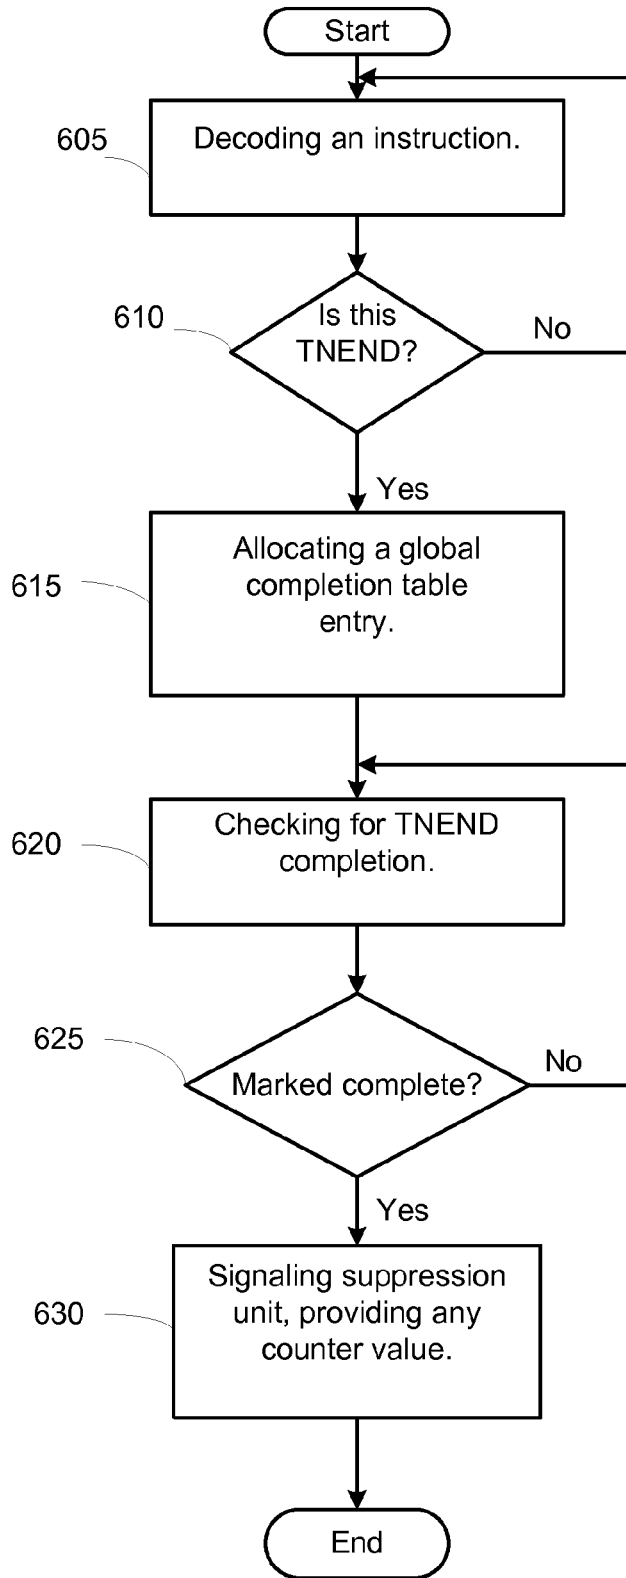 Start
605
Decoding an instruction.
610
Is this
TNEND?
No
Yes
615
Allocating a global
completion table
entry.
620
Checking for TNEND
completion.
625
Marked complete?
No
Yes
630
Signaling suppression
unit, providing any
counter value.
End